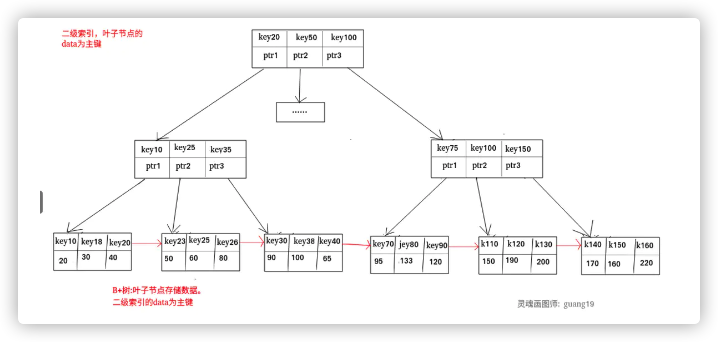 二级索引，叶子节点的
data为主键
key20 key50 key100
ptr1 ptr2 ptr3
......
key10 key25 key35
ptr1 ptr2 ptr3
key75 key100 key150
ptr1 ptr2 ptr3
key10 key18 key20
20 30 40
key23 key25 key26
50 60 80
key30 key38 key40
90 100 65
key70 jey80 key90
95 133 120
k110 k120 k130
150 190 200
k140 k150 k160
170 160 220
B+树:叶子节点存储数据。
二级索引的data为主键
灵魂画图师: guang19